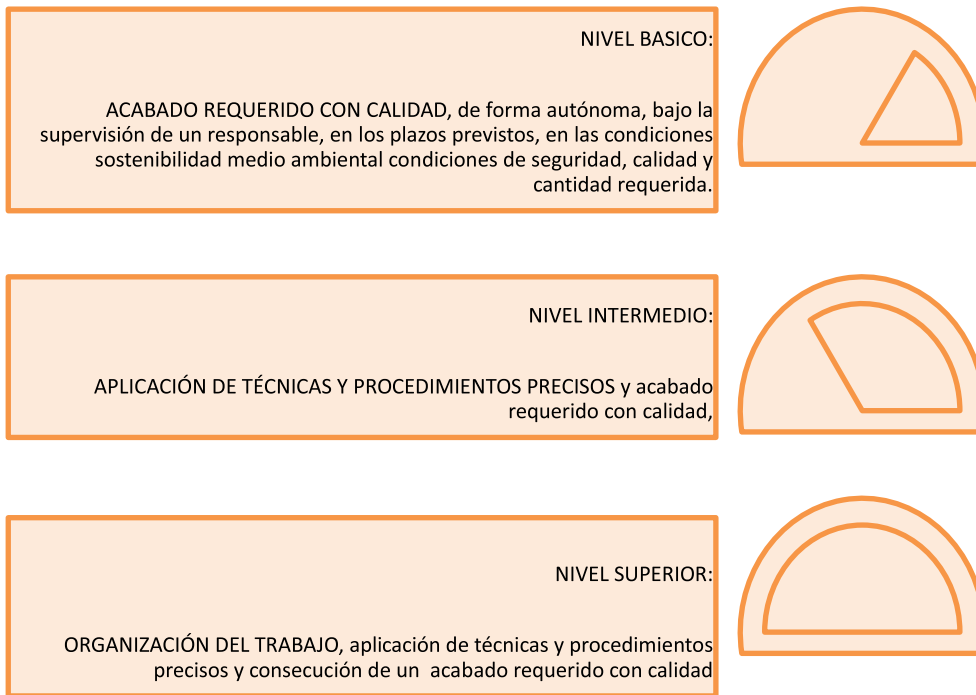 NIVEL BASICO:
ACABADO REQUERIDO CON CALIDAD, de forma autónoma, bajo la
supervisión de un responsable, en los plazos previstos, en las condiciones
sostenibilidad medio ambiental condiciones de seguridad, calidad y
cantidad requerida.
NIVEL INTERMEDIO:
APLICACIÓN DE TÉCNICAS Y PROCEDIMIENTOS PRECISOS y acabado
requerido con calidad,
NIVEL SUPERIOR:
ORGANIZACIÓN DEL TRABAJO, aplicación de técnicas y procedimientos
precisos y consecución de un  acabado requerido con calidad